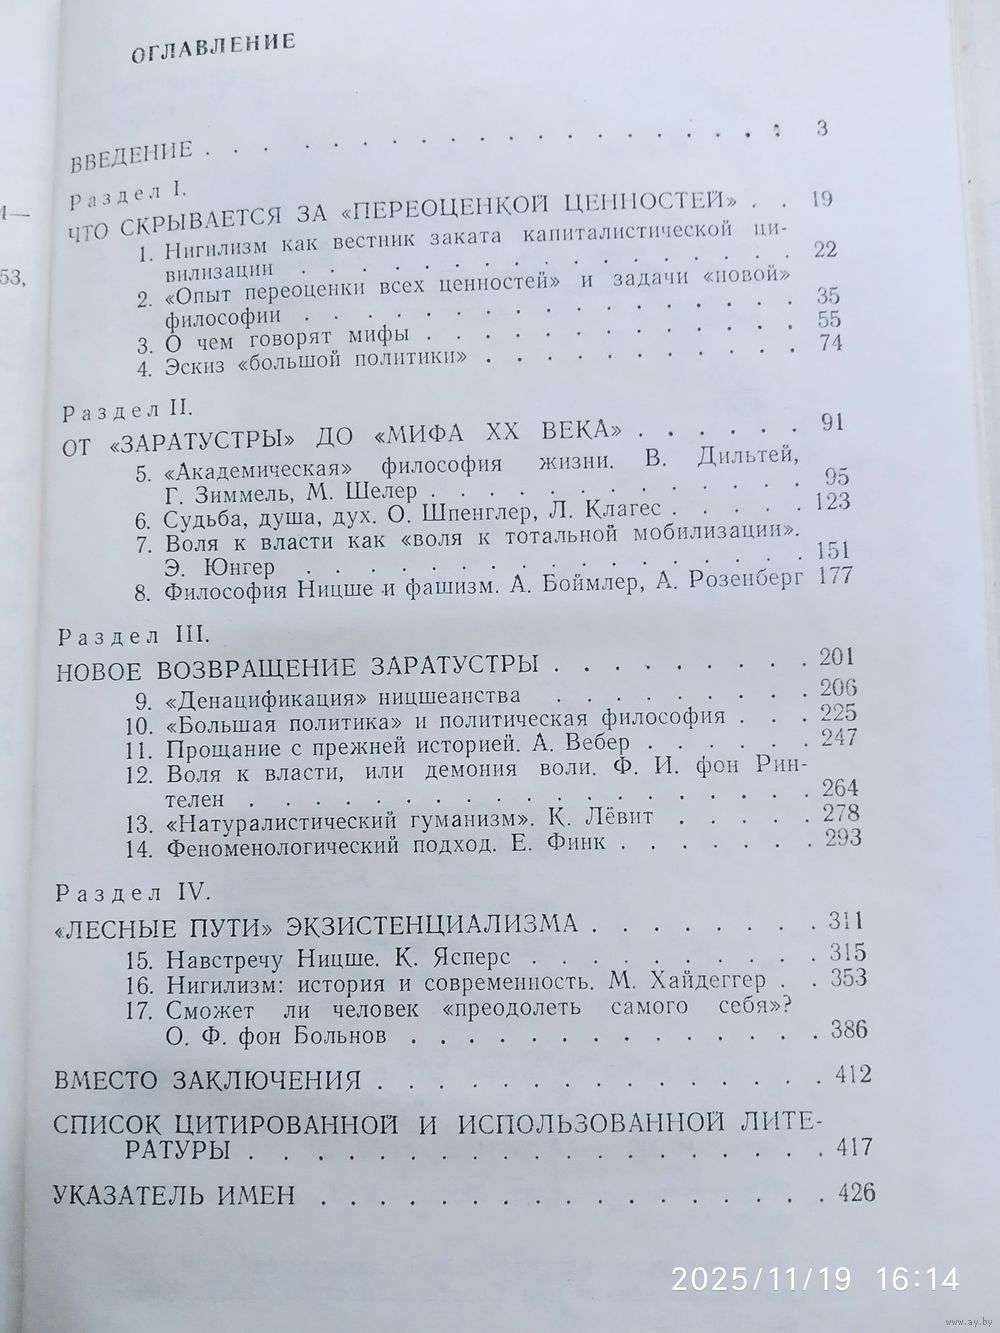 ОГЛАВЛЕНИЕ
ВВЕДЕНИЕ . . . . . . . . . . . . . . . . 3
Раздел I.
ЧТО СКРЫВАЕТСЯ ЗА «ПЕРЕОЦЕНКОЙ ЦЕННОСТЕЙ» . . 19
1. Нигилизм как вестник заката капиталистической ци-
вилизации . . . . . . . . . . . . . . 22
2. «Опыт переоценки всех ценностей» и задачи «новой»
философии . . . . . . . . . . . . . . 35
3. О чем говорят мифы . . . . . . . . . . . 55
4. Эскиз «большой политики» . . . . . . . . . 74
Раздел II.
ОТ «ЗАРАТУСТРЫ» ДО «МИФА XX ВЕКА» . . . . . . 91
5. «Академическая» философия жизни. В. Дильтей,
Г. Зиммель, М. Шелер . . . . . . . . . . 95
6. Судьба, душа, дух. О. Шпенглер, Л. Клагес . . . . . 123
7. Воля к власти как «воля к тотальной мобилизации».
Э. Юнгер . . . . . . . . . . . . . . 151
8. Философия Ницше и фашизм. А. Боймлер, А. Розенберг 177
Раздел III.
НОВОЕ ВОЗВРАЩЕНИЕ ЗАРАТУСТРЫ . . . . . . . . 201
9. «Денацификация» ницшеанства . . . . . . . . 206
10. «Большая политика» и политическая философия . . . 225
11. Прощание с прежней историей. А. Вебер . . . . . . 247
12. Воля к власти, или демония воли. Ф. И. фон Рин-
телен . . . . . . . . . . . . . . . . 264
13. «Натуралистический гуманизм». К. Лёвит . . . . . 278
14. Феноменологический подход. Е. Финк . . . . . . . 293
Раздел IV.
«ЛЕСНЫЕ ПУТИ» ЭКЗИСТЕНЦИАЛИЗМА . . . . . . . . 311
15. Навстречу Ницше. К. Ясперс . . . . . . . . . . 315
16. Нигилизм: история и современность. М. Хайдеггер . . 353
17. Сможет ли человек «преодолеть самого себя»?
О. Ф. фон Больнов . . . . . . . . . . . . . 386
ВМЕСТО ЗАКЛЮЧЕНИЯ . . . . . . . . . . . . . . 412
СПИСОК ЦИТИРОВАННОЙ И ИСПОЛЬЗОВАННОЙ ЛИТЕ-
РАТУРЫ . . . . . . . . . . . . . . . . . 417
УКАЗАТЕЛЬ ИМЕН . . . . . . . . . . . . . . . . 426
53,
2025/11/19 16:14
www.ay.by